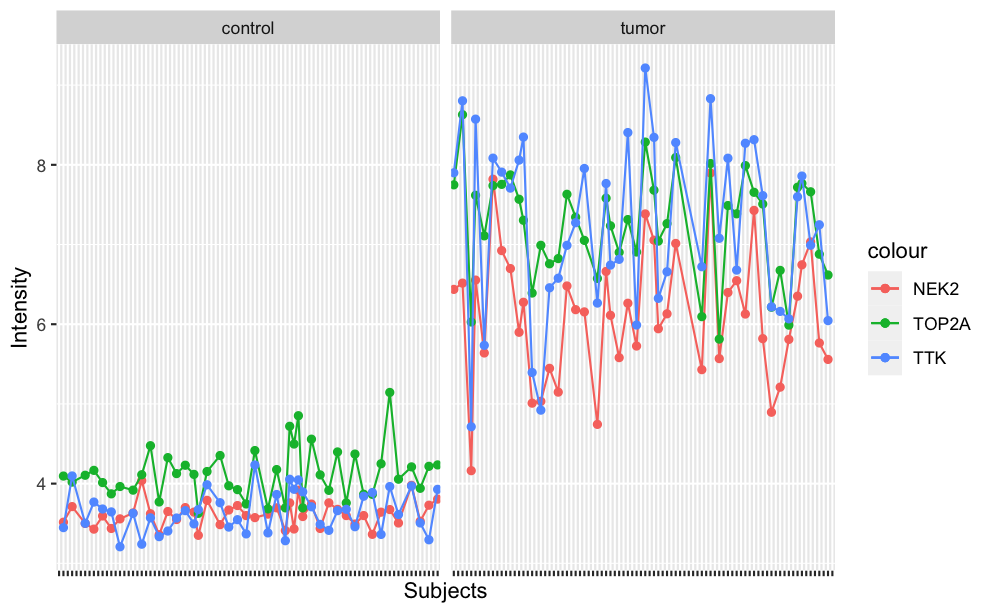 control
tumor
8
6
4
Intensity
Subjects
colour
NEK2
TOP2A
TTK